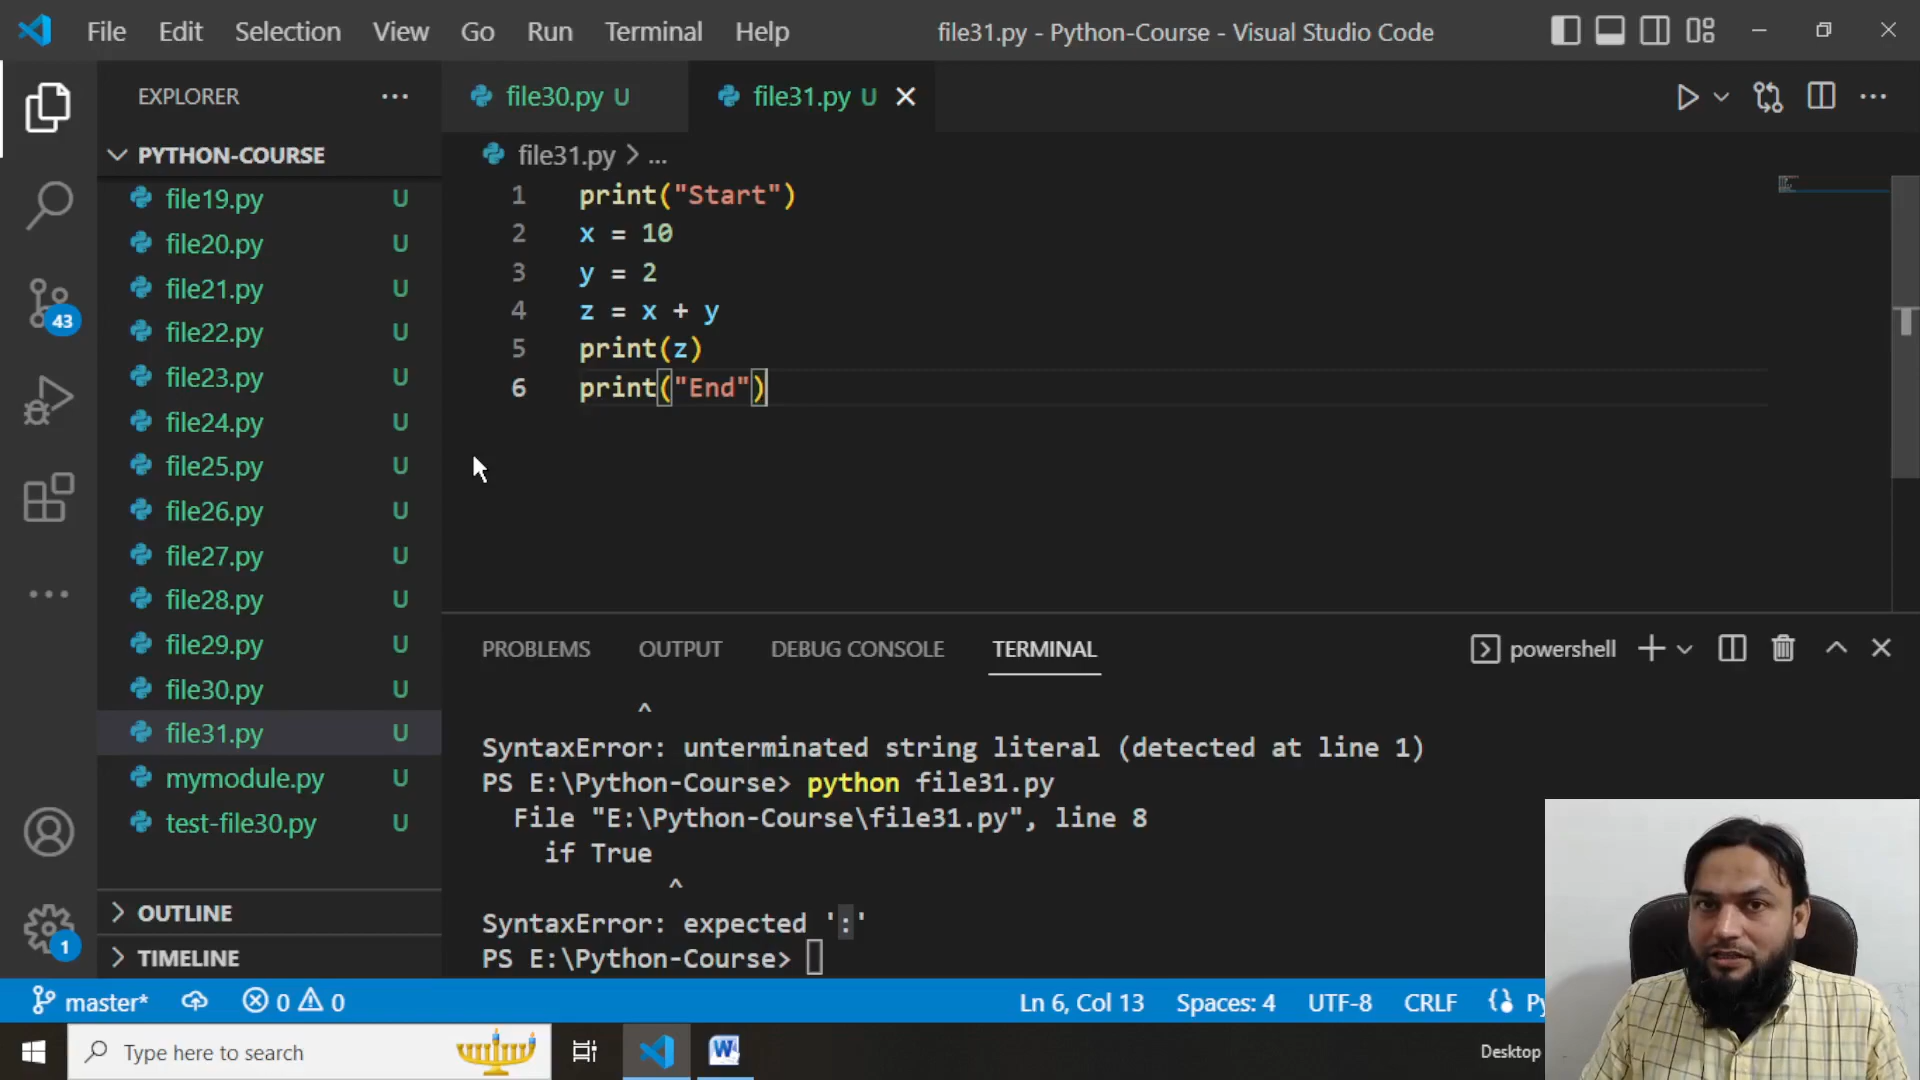 File Edit Selection View Go Run Terminal Help file31.py - Python-Course - Visual Studio Code
EXPLORER
PYTHON-COURSE
file19.py U
file20.py U
file21.py U
file22.py U
file23.py U
file24.py U
file25.py U
file26.py U
file27.py U
file28.py U
file29.py U
file30.py U
file31.py U
mymodule.py U
test-file30.py U
OUTLINE
TIMELINE
43
1
file30.py U file31.py U
file31.py > ...
1 print("Start")
2 x = 10
3 y = 2
4 z = x + y
5 print(z)
6 print("End")
PROBLEMS OUTPUT DEBUG CONSOLE TERMINAL powershell
^
SyntaxError: unterminated string literal (detected at line 1)
PS E:\Python-Course> python file31.py
File "E:\Python-Course\file31.py", line 8
if True
^
SyntaxError: expected ':'
PS E:\Python-Course>
master* 0 0 Ln 6, Col 13 Spaces: 4 UTF-8 CRLF Py
Type here to search Desktop